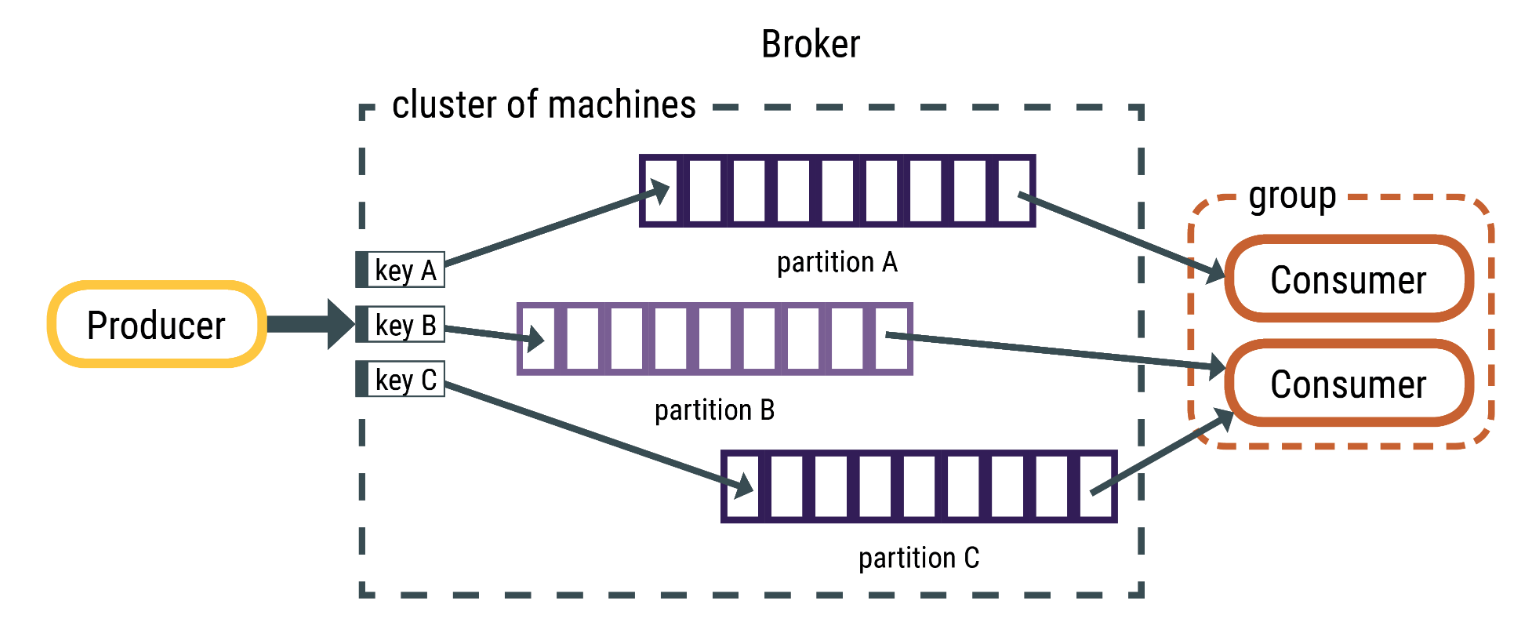 Broker
cluster of machines
group
key A
partition A
Consumer
Producer
key B
key C
Consumer
partition B
partition C